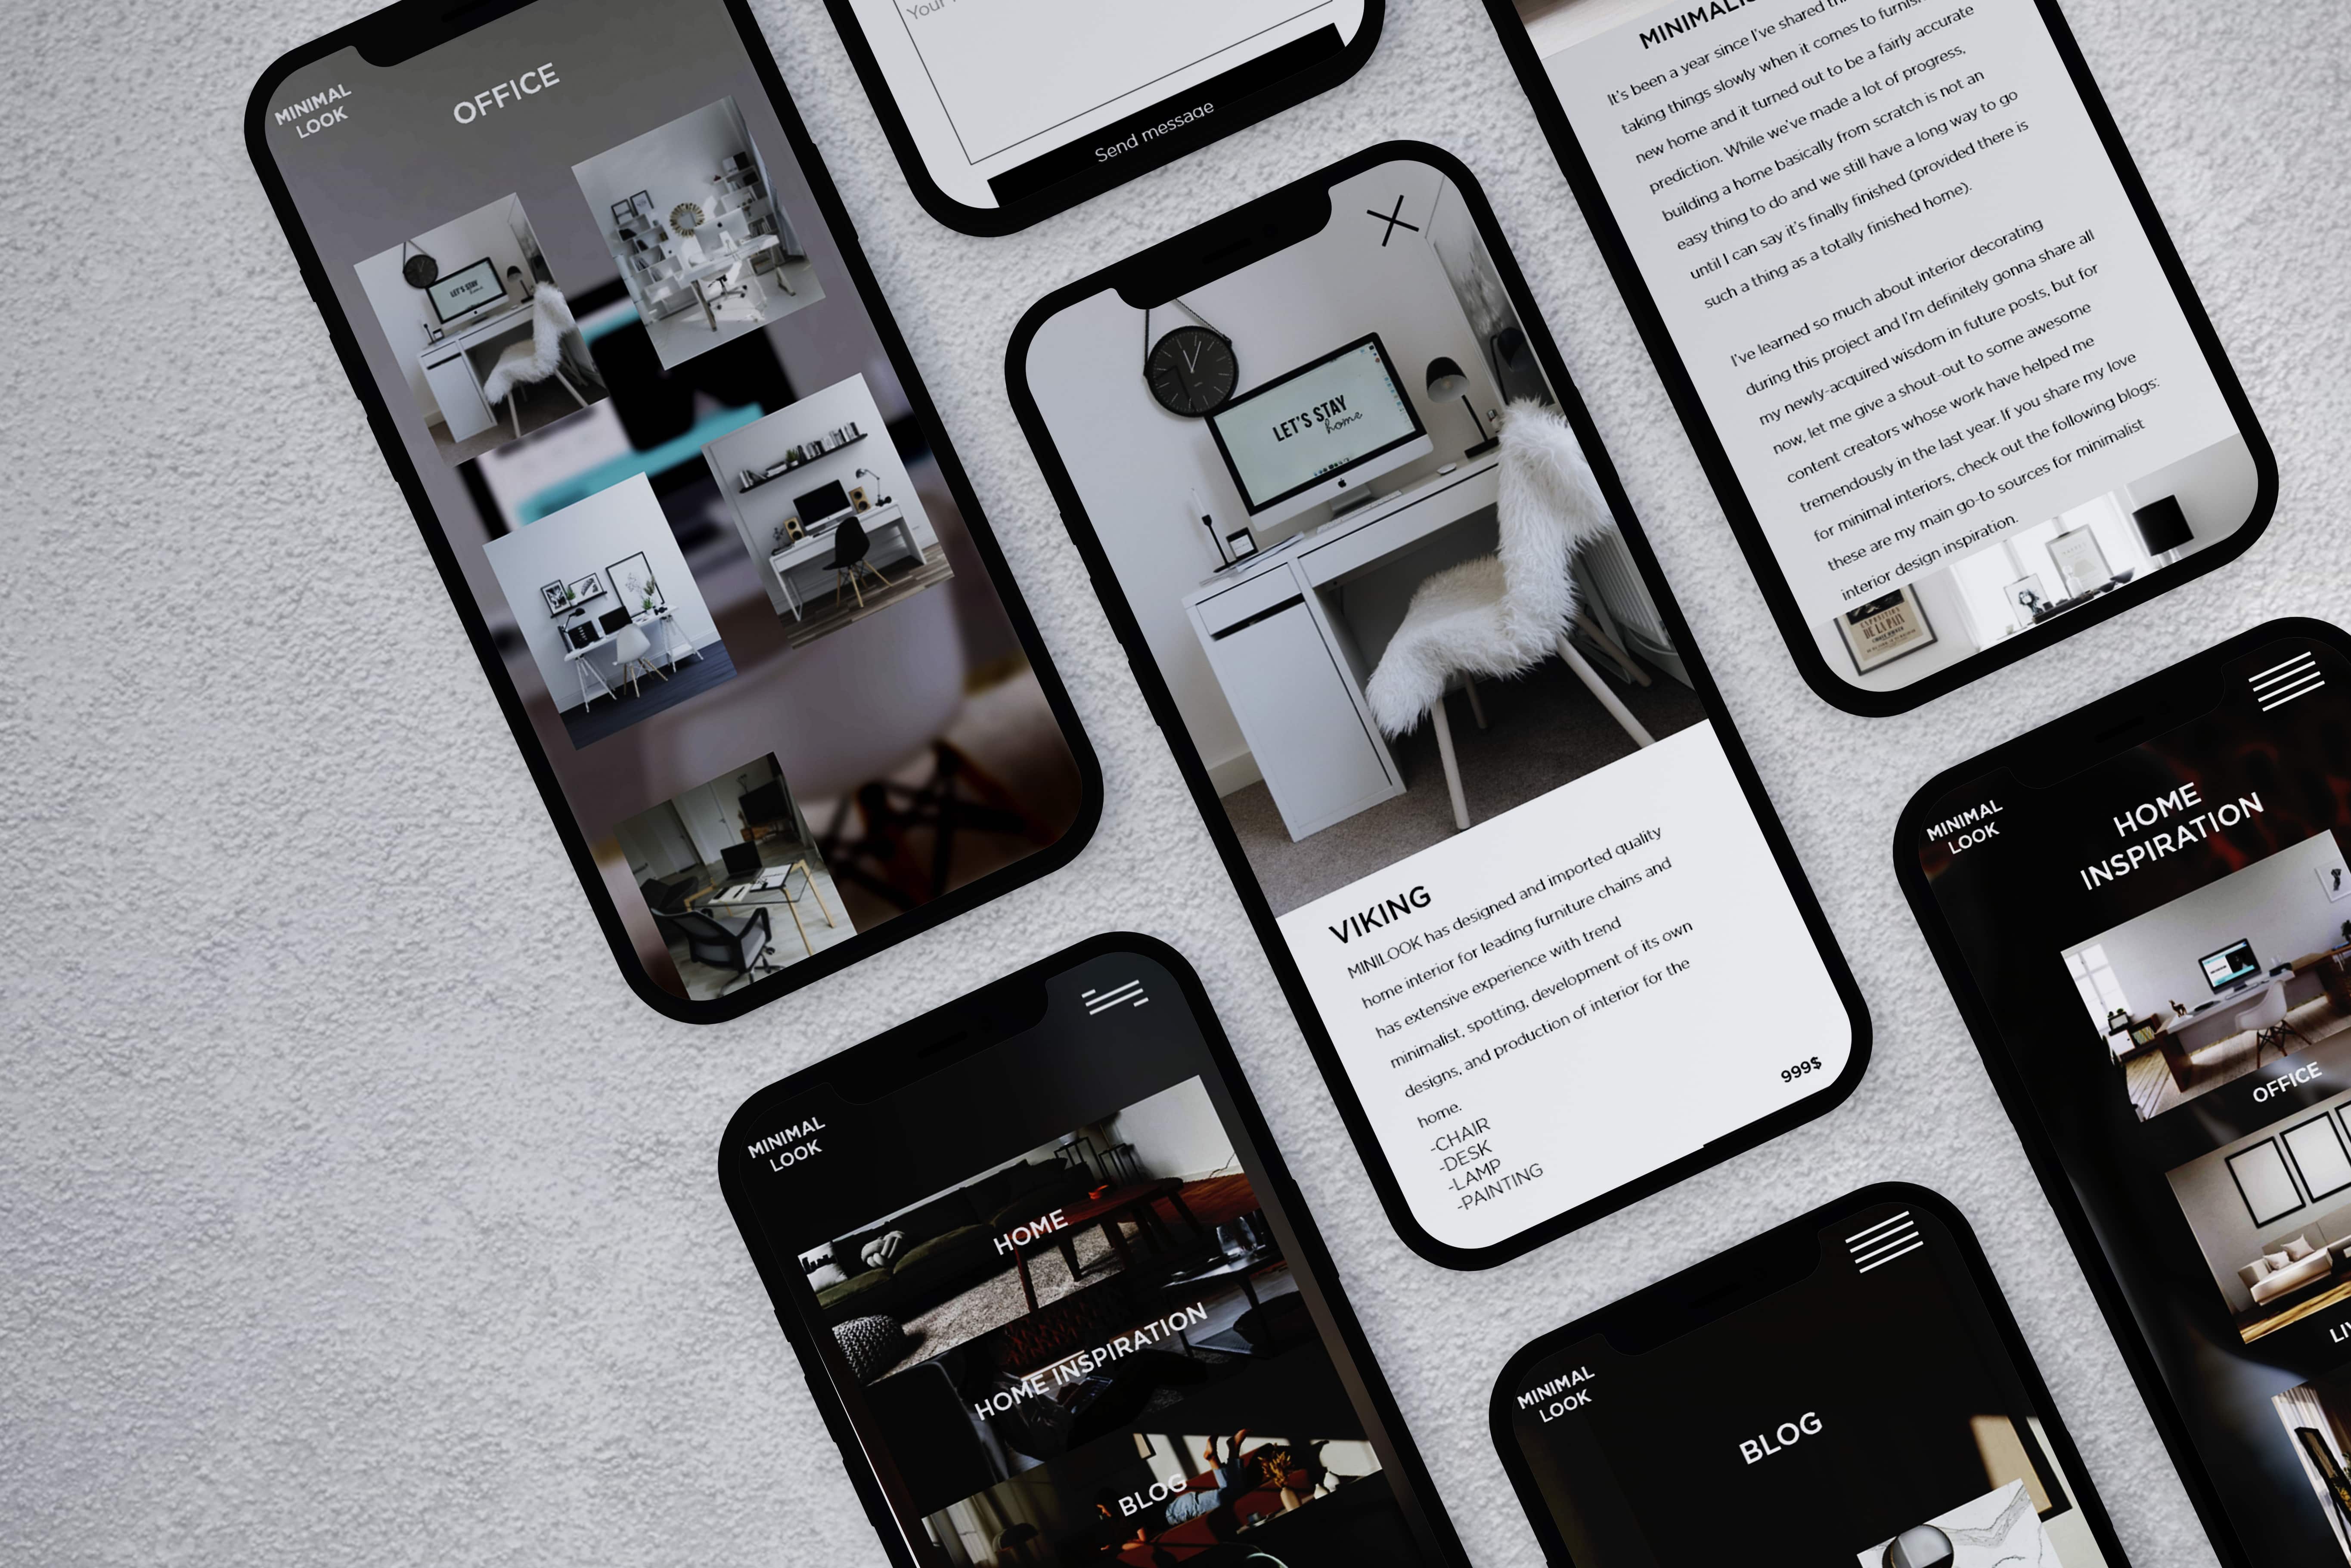 MINIMAL
LOOK
OFFICE
LET'S STAY
home
Your
Send message
LET'S STAY
home
VIKING
MINILOOK has designed and imported quality
home interior for leading furniture chains and
has extensive experience with trend
minimalist, spotting, development of its own
designs, and production of interior for the
home.
-CHAIR
-DESK
-LAMP
-PAINTING
999$
It's been a year since I've shared
taking things slowly when it comes to
new home and it turned out to be a fairly accurate
prediction. While we've made a lot of progress,
building a home basically from scratch is not an
easy thing to do and we still have a long way to go
until I can say it's finally finished (provided there is
such a thing as a totally finished home).
I've learned so much about interior decorating
during this project and I'm definitely gonna share all
my newly-acquired wisdom in future posts, but for
now, let me give a shout-out to some awesome
content creators whose work have helped me
tremendously in the last year. If you share my love
for minimal interiors, check out the following blogs:
these are my main go-to sources for minimalist
interior design inspiration.
EXPOSITION
DE LA PAIX
MINIMAL
LOOK
HOME
HOME INSPIRATION
BLOG
MINIMAL
LOOK
BLOG
MINIMAL
LOOK
HOME
INSPIRATION
OFFICE